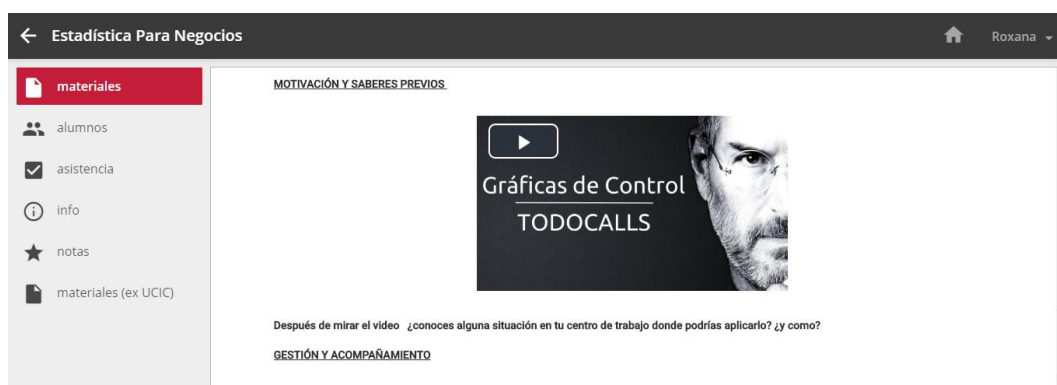 Estadística Para Negocios
Roxana
materiales
alumnos
asistencia
info
notas
materiales (ex UCIC)
MOTIVACIÓN Y SABERES PREVIOS
Gráficas de Control
TODOCALLS
Después de mirar el video ¿conoces alguna situación en tu centro de trabajo donde podrías aplicarlo? ¿y como?
GESTIÓN Y ACOMPAÑAMIENTO